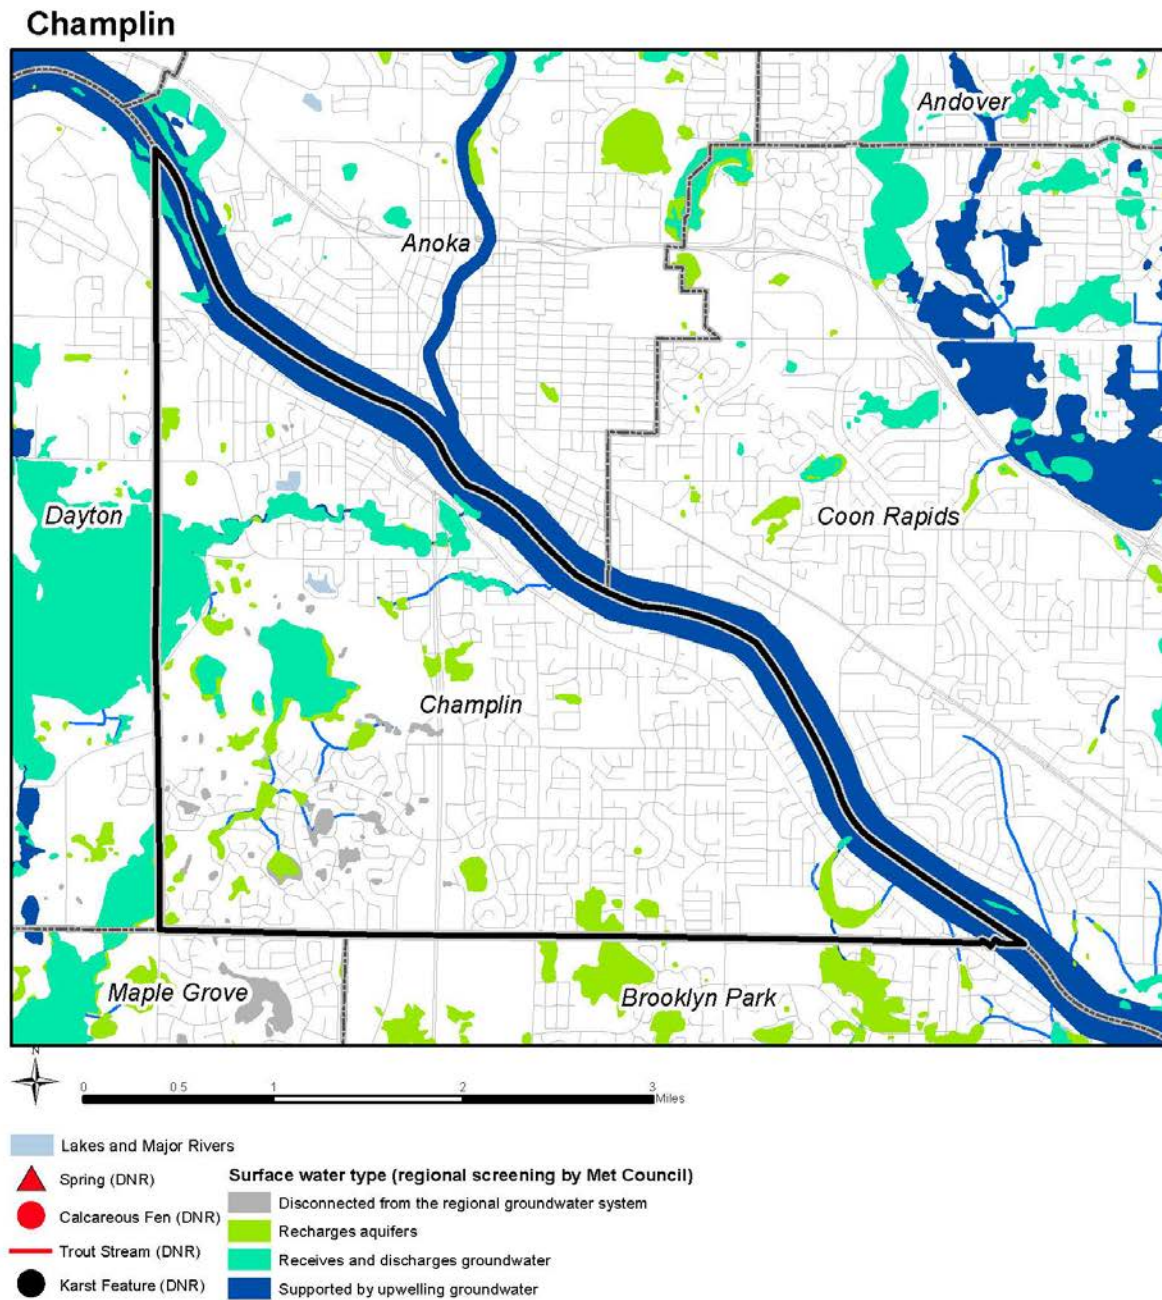 Champlin
Andover
Anoka
Dayton
Coon Rapids
Champlin
Maple Grove
Brooklyn Park
N
0 0 5 1 2 3
Miles
Lakes and Major Rivers
Spring (DNR)
Calcareous Fen (DNR)
Trout Stream (DNR)
Karst Feature (DNR)
Surface water type (regional screening by Met Council)
Disconnected from the regional groundwater system
Recharges aquifers
Receives and discharges groundwater
Supported by upwelling groundwater